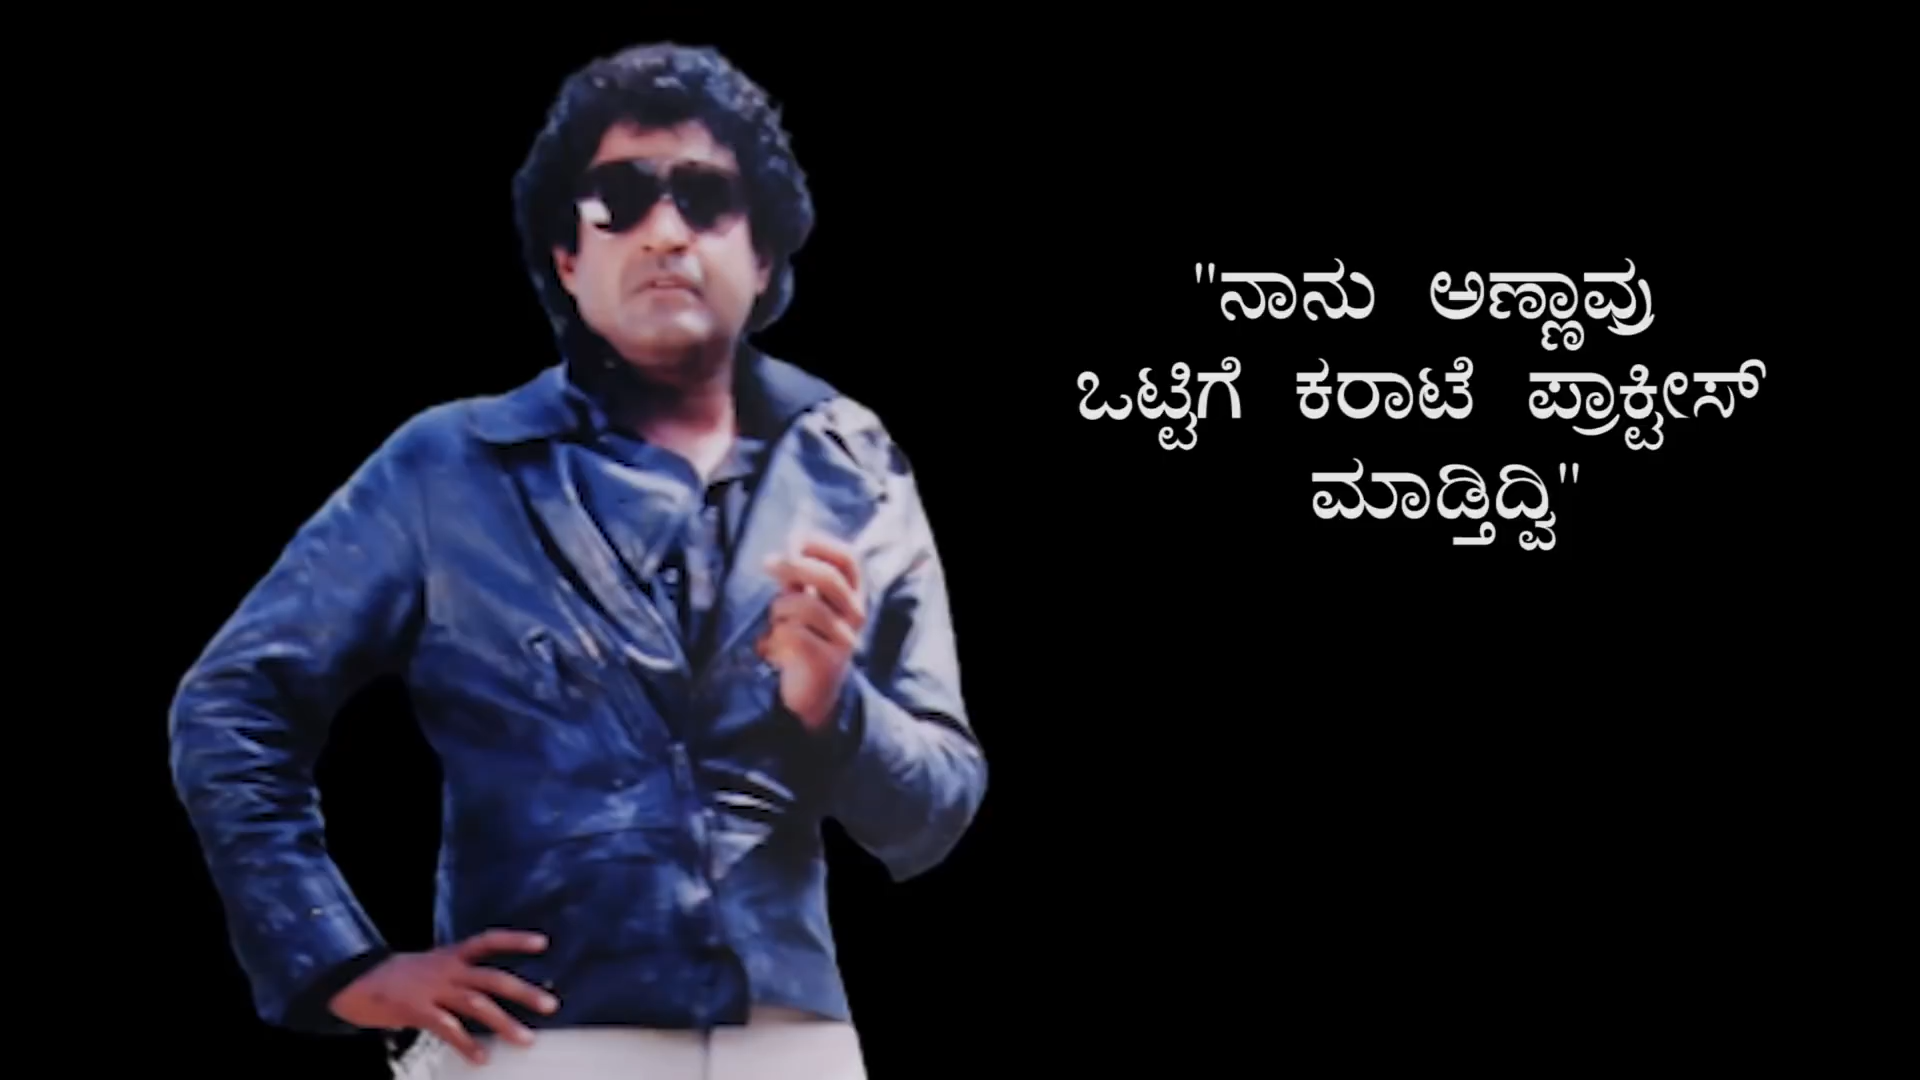 "ನಾನು ಅಣ್ಣಾವ್ರು
ಒಟ್ಟಿಗೆ ಕರಾಟೆ ಪ್ರಾಕ್ಟೀಸ್
ಮಾಡ್ತಿದ್ವಿ"